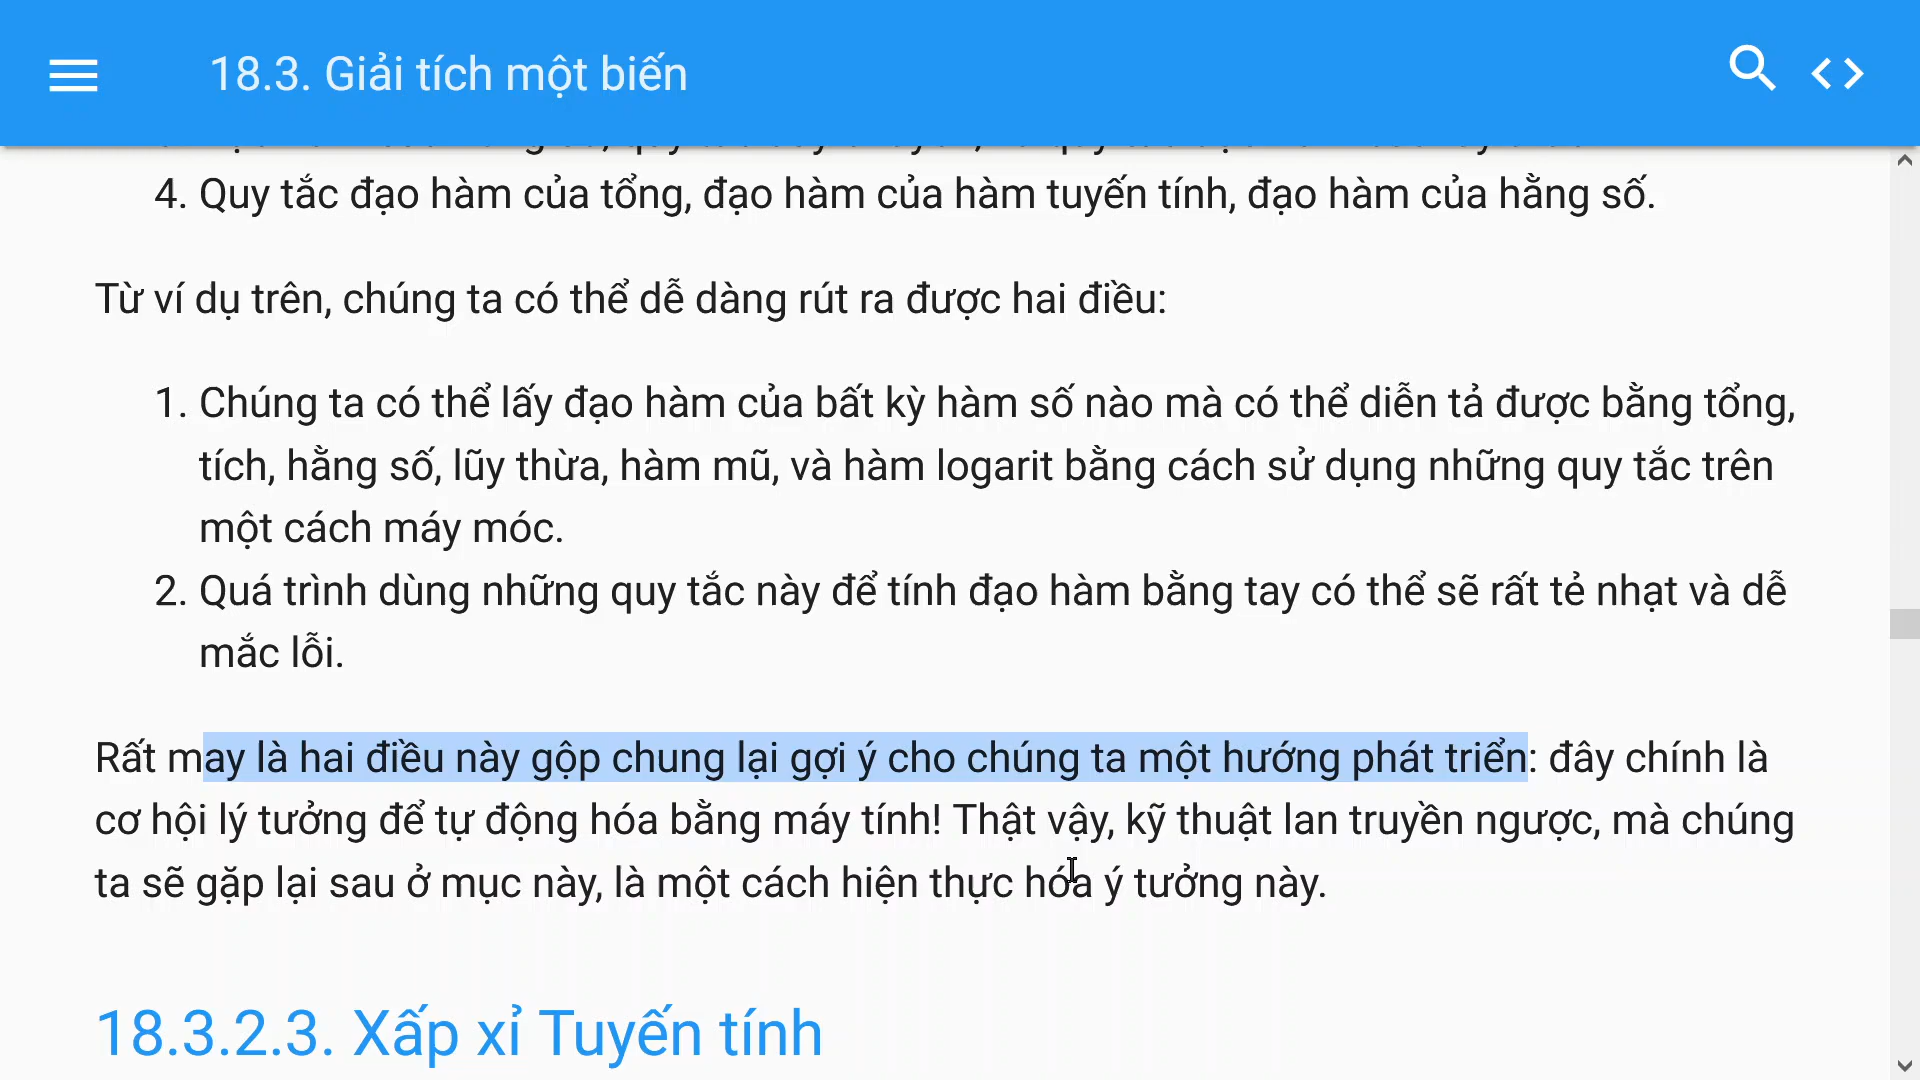 18.3. Giải tích một biến
4. Quy tắc đạo hàm của tổng, đạo hàm của hàm tuyến tính, đạo hàm của hằng số.
Từ ví dụ trên, chúng ta có thể dễ dàng rút ra được hai điều:
1. Chúng ta có thể lấy đạo hàm của bất kỳ hàm số nào mà có thể diễn tả được bằng tổng,
tích, hằng số, lũy thừa, hàm mũ, và hàm logarit bằng cách sử dụng những quy tắc trên
một cách máy móc.
2. Quá trình dùng những quy tắc này để tính đạo hàm bằng tay có thể sẽ rất tẻ nhạt và dễ
mắc lỗi.
Rất may là hai điều này gộp chung lại gợi ý cho chúng ta một hướng phát triển: đây chính là
cơ hội lý tưởng để tự động hóa bằng máy tính! Thật vậy, kỹ thuật lan truyền ngược, mà chúng
ta sẽ gặp lại sau ở mục này, là một cách hiện thực hóa ý tưởng này.
18.3.2.3. Xấp xỉ Tuyến tính